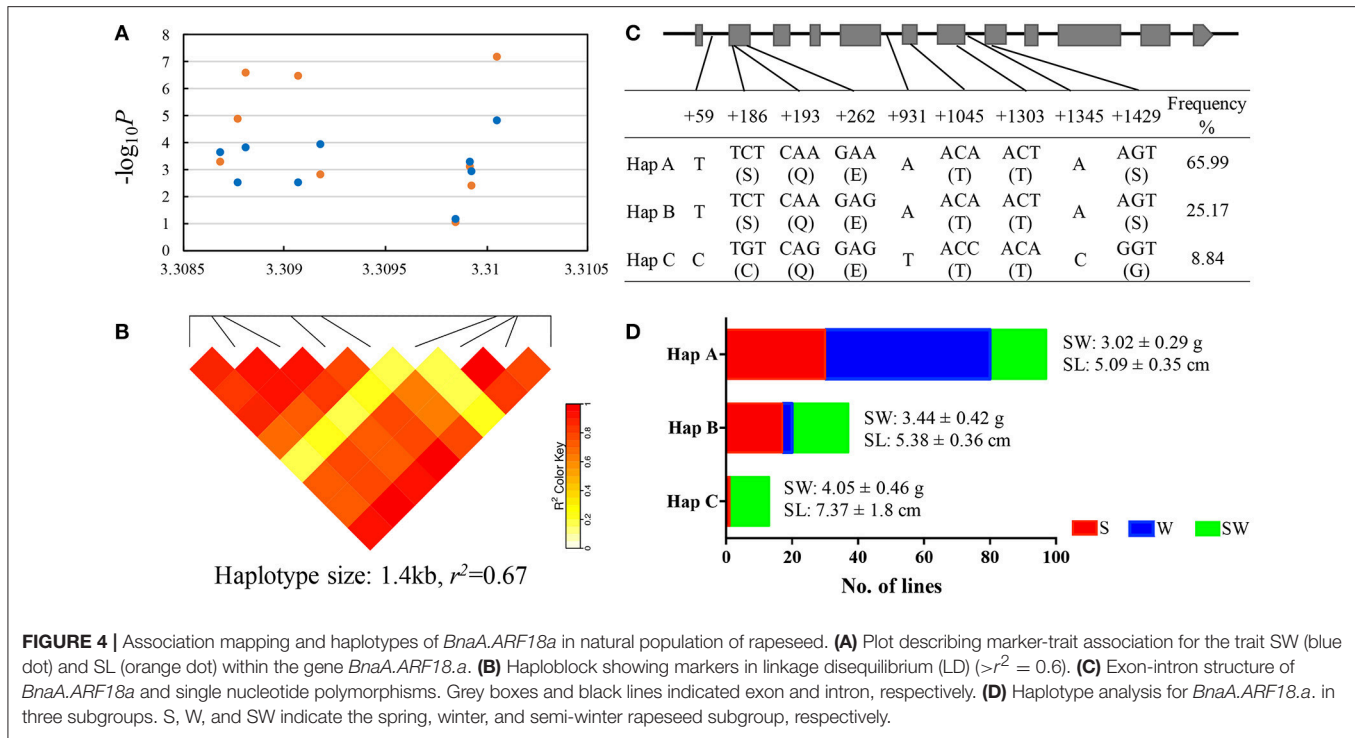 A
8
7
6
5
4
3
2
1
0
-log₁₀P
3.3085
3.309
3.3095
3.31
3.3105
C
+59 +186 +193 +262 +931 +1045 +1303 +1345 +1429 Frequency %
Hap A T TCT (S) CAA (Q) GAA (E) A ACA (T) ACT (T) A AGT (S) 65.99
Hap B T TCT (S) CAA (Q) GAG (E) A ACA (T) ACT (T) A AGT (S) 25.17
Hap C C TGT (C) CAG (Q) GAG (E) T ACC (T) ACA (T) C GGT (G) 8.84
B
R² Color Key
0
0.2
0.4
0.6
0.8
1
Haplotype size: 1.4kb, r²=0.67
D
Hap A
SW: 3.02 ± 0.29 g
SL: 5.09 ± 0.35 cm
Hap B
SW: 3.44 ± 0.42 g
SL: 5.38 ± 0.36 cm
Hap C
SW: 4.05 ± 0.46 g
SL: 7.37 ± 1.8 cm
S W SW
0 20 40 60 80 100
No. of lines
FIGURE 4 | Association mapping and haplotypes of BnaA.ARF18a in natural population of rapeseed. (A) Plot describing marker-trait association for the trait SW (blue
dot) and SL (orange dot) within the gene BnaA.ARF18.a. (B) Haploblock showing markers in linkage disequilibrium (LD) (>r² = 0.6). (C) Exon-intron structure of
BnaA.ARF18a and single nucleotide polymorphisms. Grey boxes and black lines indicated exon and intron, respectively. (D) Haplotype analysis for BnaA.ARF18.a. in
three subgroups. S, W, and SW indicate the spring, winter, and semi-winter rapeseed subgroup, respectively.